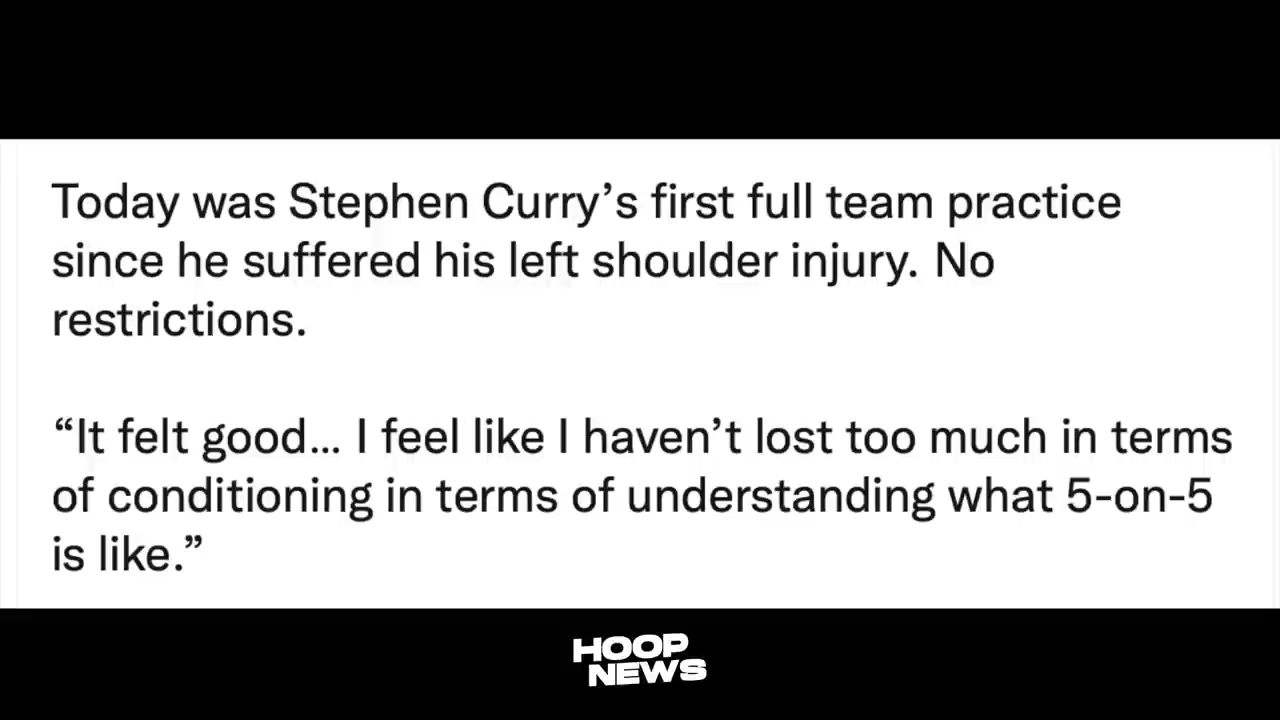 Today was Stephen Curry’s first full team practice
since he suffered his left shoulder injury. No
restrictions.
“It felt good... I feel like I haven’t lost too much in terms
of conditioning in terms of understanding what 5-on-5
is like.”
HOOP
NEWS